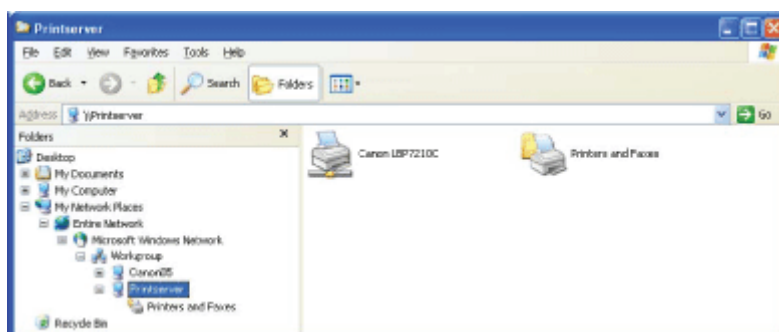 Printserver
File Edit View Favorites Tools Help
Back Search Folders
Address \\Printserver Go
Folders
Desktop
My Documents
My Computer
My Network Places
Entire Network
Microsoft Windows Network
Workgroup
Canon05
Printserver
Printers and Faxes
Recycle Bin
Canon LBP7210C
Printers and Faxes